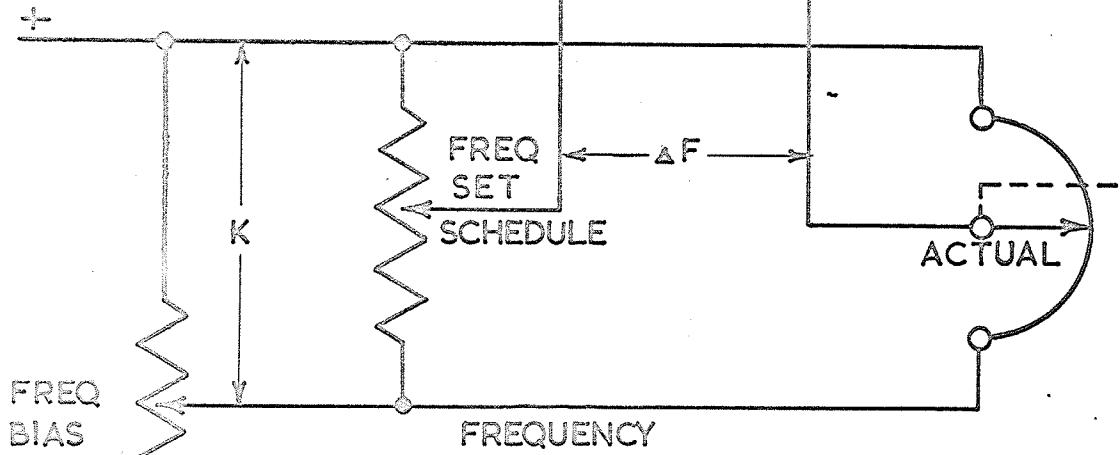 +
FREQ
SET
SCHEDULE
ΔF
K
ACTUAL
FREQ
BIAS
FREQUENCY